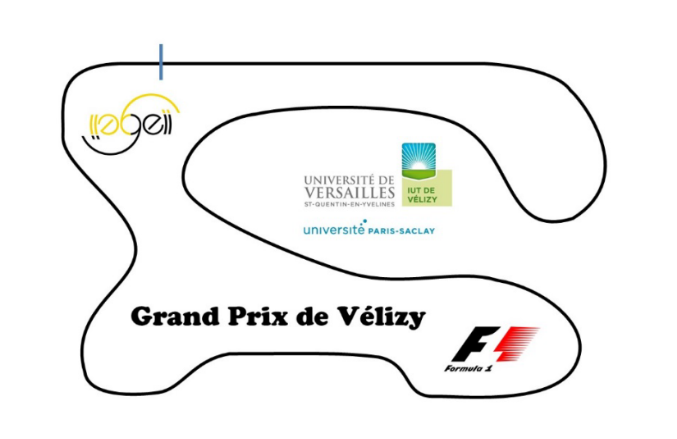 UNIVERSITÉ DE
VERSAILLES
ST-QUENTIN-EN-YVELINES
IUT DE
VÉLIZY
université PARIS-SACLAY
Grand Prix de Vélizy
F1
Formula 1